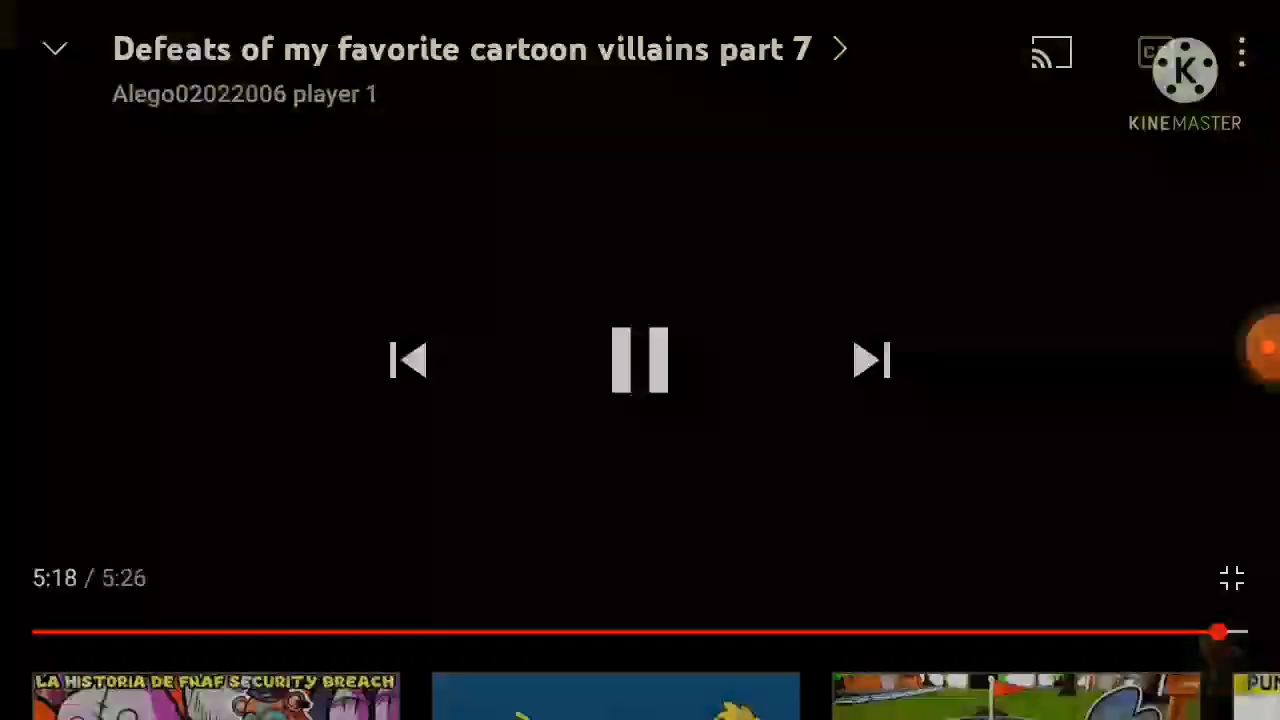 Defeats of my favorite cartoon villains part 7
Alego02022006 player 1
K
KINEMASTER
5:18 / 5:26
LA HISTORIA DE FNAF SECURITY BREACH
PUN